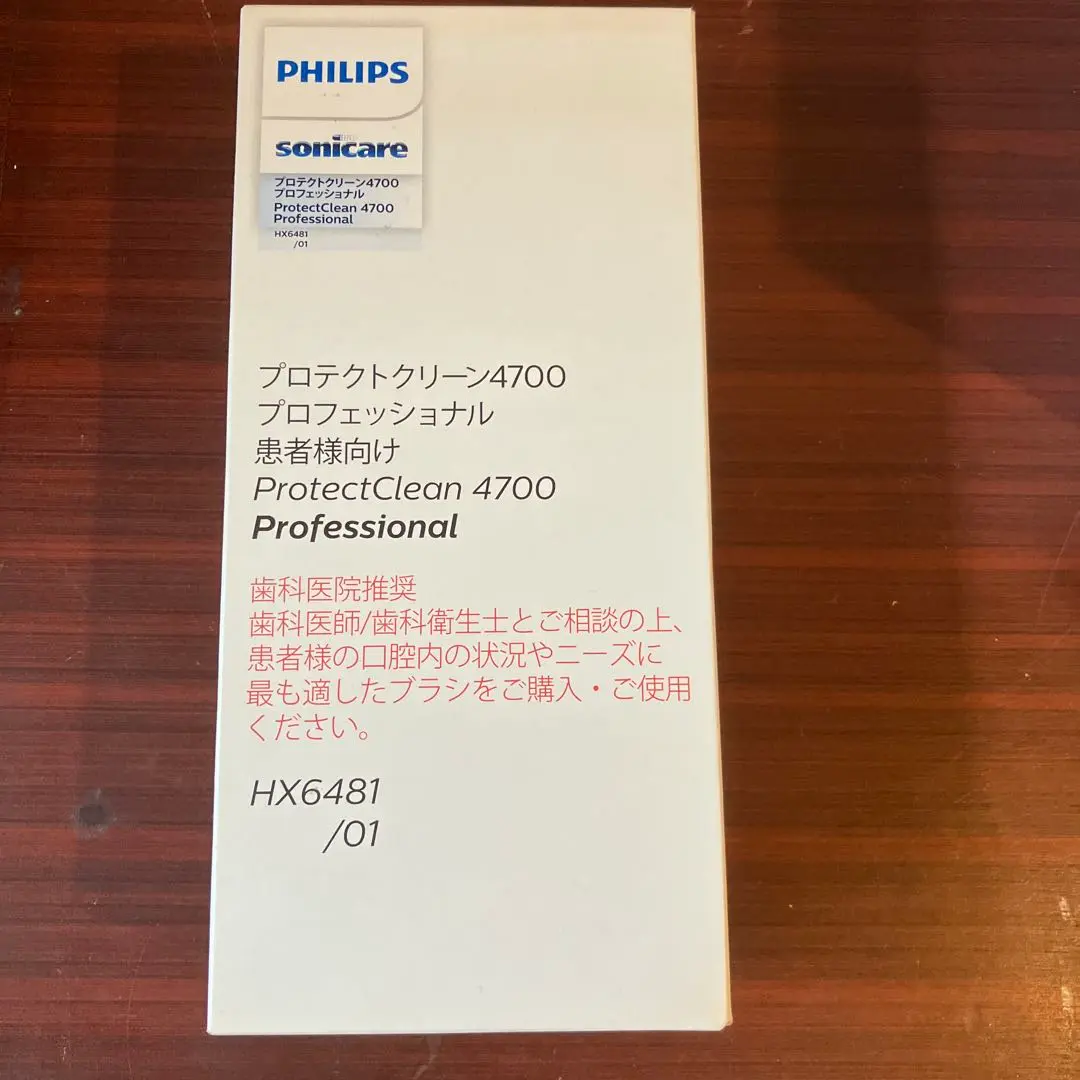 PHILIPS
sonicare
プロテクトクリーン4700
プロフェッショナル
ProtectClean 4700
Professional
HX6481
/01
プロテクトクリーン4700
プロフェッショナル
患者様向け
ProtectClean 4700
Professional
歯科医院推奨
歯科医師/歯科衛生士とご相談の上、
患者様の口腔内の状況やニーズに
最も適したブラシをご購入・ご使用
ください。
HX6481
/01